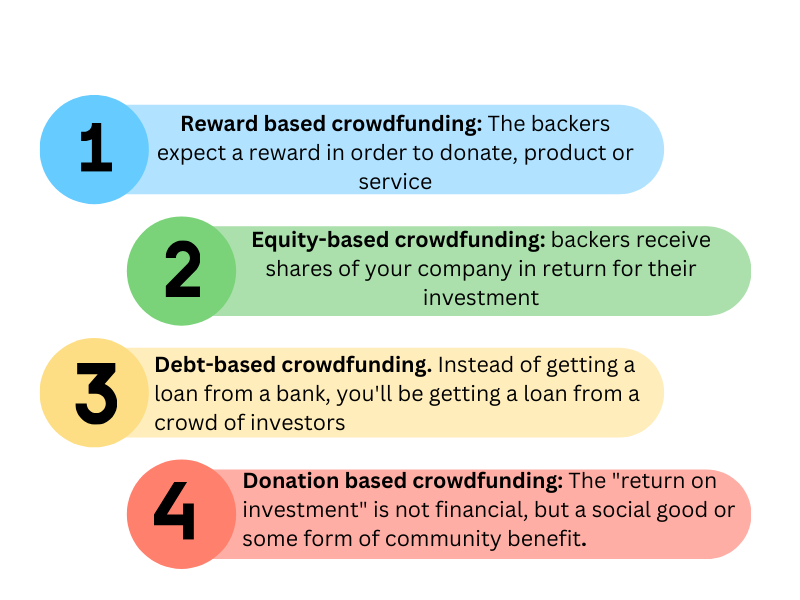 1
Reward based crowdfunding: The backers
expect a reward in order to donate, product or
service
2
Equity-based crowdfunding: backers receive
shares of your company in return for their
investment
3
Debt-based crowdfunding. Instead of getting a
loan from a bank, you'll be getting a loan from a
crowd of investors
4
Donation based crowdfunding: The "return on
investment" is not financial, but a social good or
some form of community benefit.